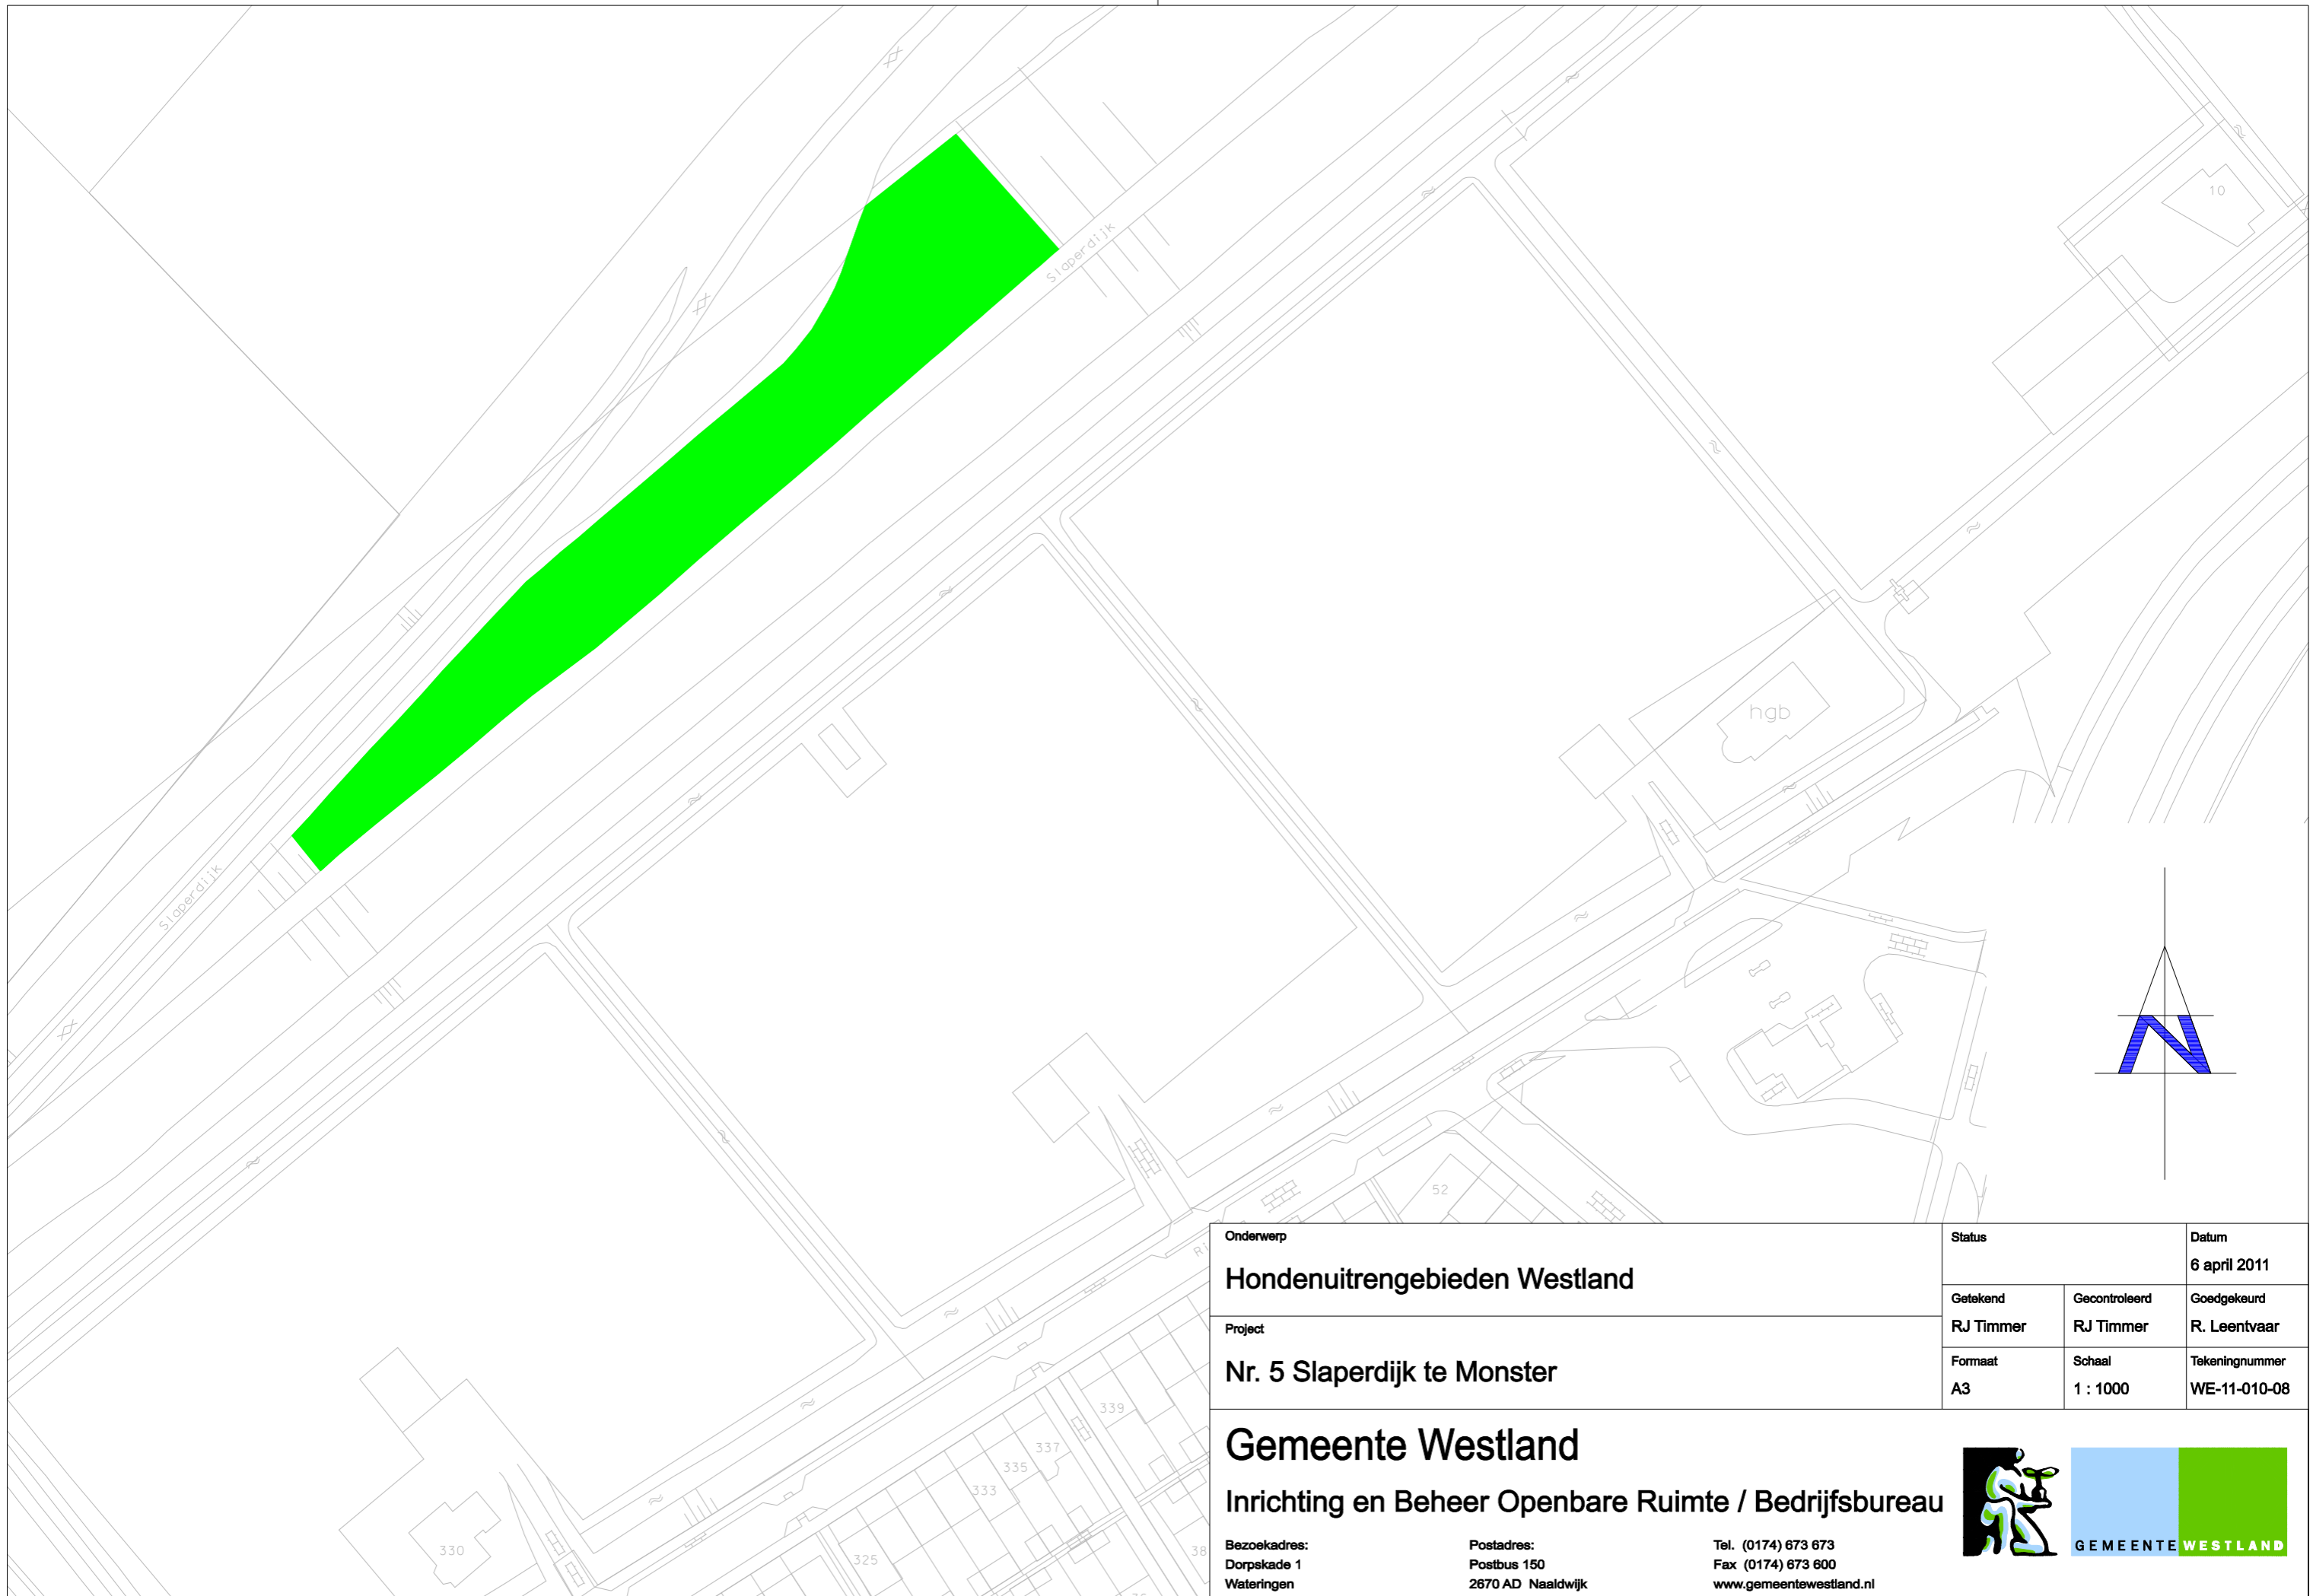 Slaperdijk
10
hgb
Slaperdijk
52
339
337
335
333
330
325
38
N
Onderwerp
Hondenuitrengebieden Westland
Project
Nr. 5 Slaperdijk te Monster
Status
Datum
6 april 2011
Getekend
RJ Timmer
Gecontroleerd
RJ Timmer
Goedgekeurd
R. Leentvaar
Formaat
A3
Schaal
1 : 1000
Tekeningnummer
WE-11-010-08
Gemeente Westland
Inrichting en Beheer Openbare Ruimte / Bedrijfsbureau
Bezoekadres:
Dorpskade 1
Wateringen
Postadres:
Postbus 150
2670 AD Naaldwijk
Tel. (0174) 673 673
Fax (0174) 673 600
www.gemeentewestland.nl
GEMEENTE WESTLAND